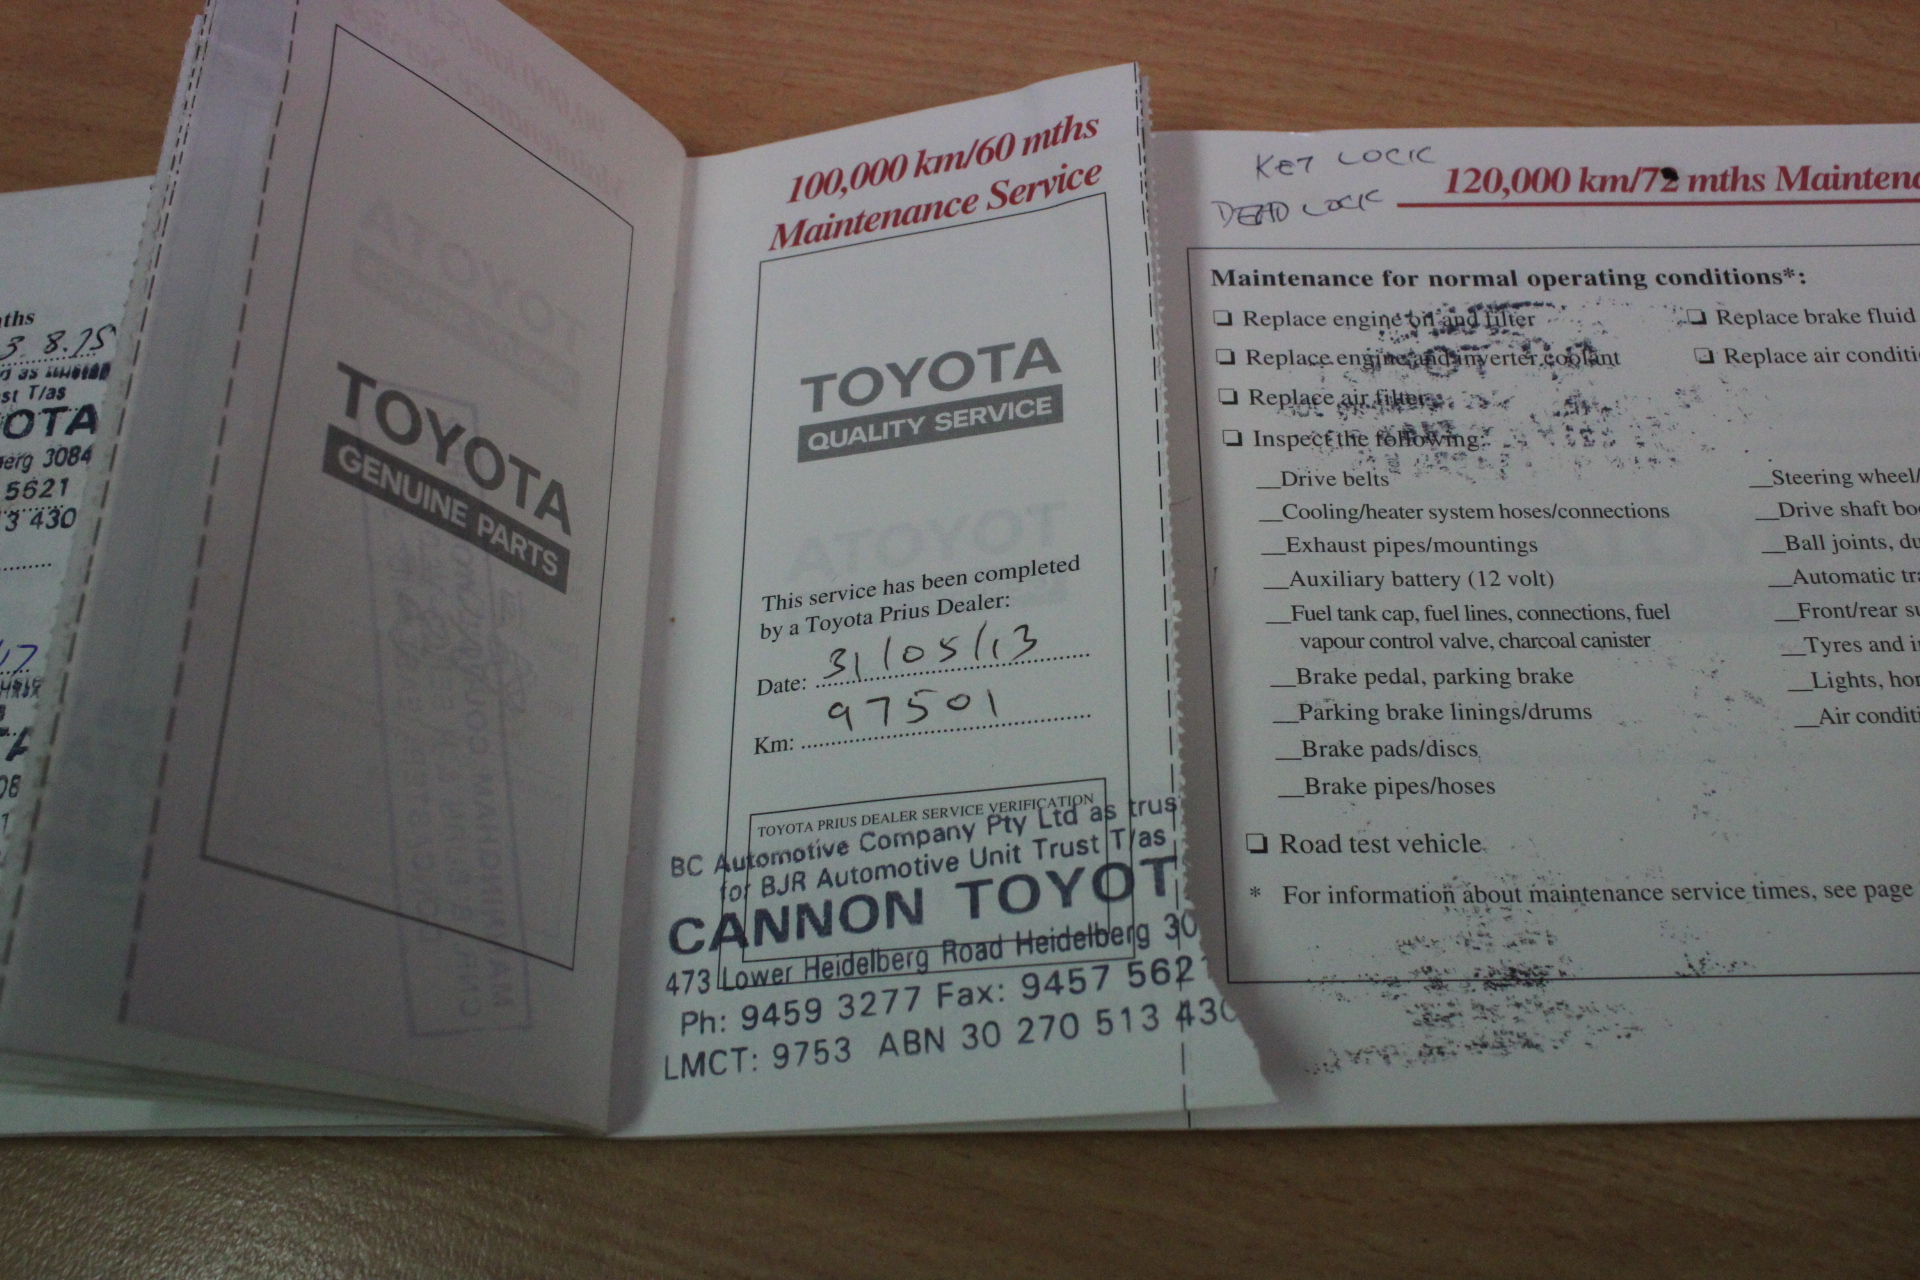 ths
3 8.75
st T/as
OTA
erg 3084
5621
3 430
17
TOYOTA
GENUINE PARTS
100,000 km/60 mths
Maintenance Service
TOYOTA
QUALITY SERVICE
This service has been completed
by a Toyota Prius Dealer:
Date: 31/05/13
Km: 97501
TOYOTA PRIUS DEALER SERVICE VERIFICATION
BC Automotive Company Pty Ltd as trus
for BJR Automotive Unit Trust T/as
CANNON TOYOT
473 Lower Heidelberg Road Heidelberg 30
Ph: 9459 3277 Fax: 9457 562
LMCT: 9753 ABN 30 270 513 430
KEY LOCK
DEAD LOCK
120,000 km/72 mths Maintenc
Maintenance for normal operating conditions*:
❏ Replace engine oil and filter
❏ Replace engine and inverter coolant
❏ Replace air filter
❏ Inspect the following:
__Drive belts
__Cooling/heater system hoses/connections
__Exhaust pipes/mountings
__Auxiliary battery (12 volt)
__Fuel tank cap, fuel lines, connections, fuel
vapour control valve, charcoal canister
__Brake pedal, parking brake
__Parking brake linings/drums
__Brake pads/discs
__Brake pipes/hoses
❏ Replace brake fluid
❏ Replace air conditi
__Steering wheel/
__Drive shaft bo
__Ball joints, du
__Automatic tra
__Front/rear su
__Tyres and i
__Lights, hor
__Air conditi
❏ Road test vehicle
* For information about maintenance service times, see page